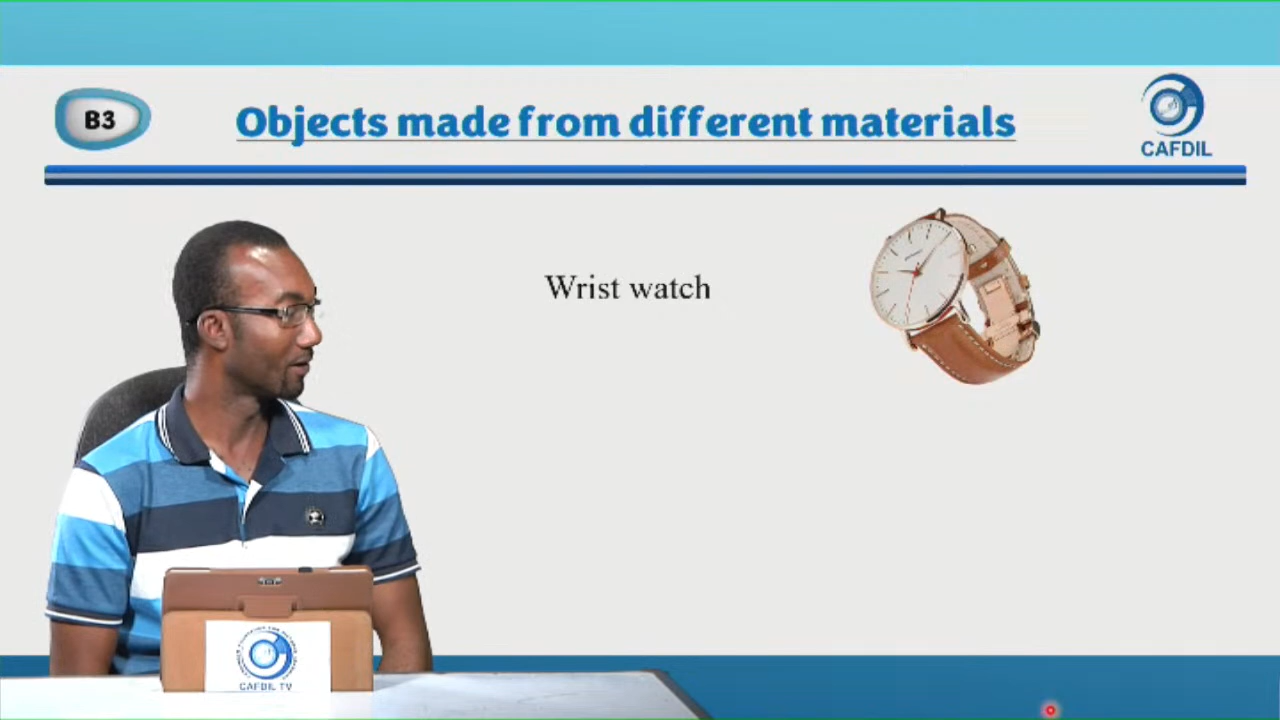 B3
Objects made from different materials
CAFDIL
Wrist watch
CAFDIL TV